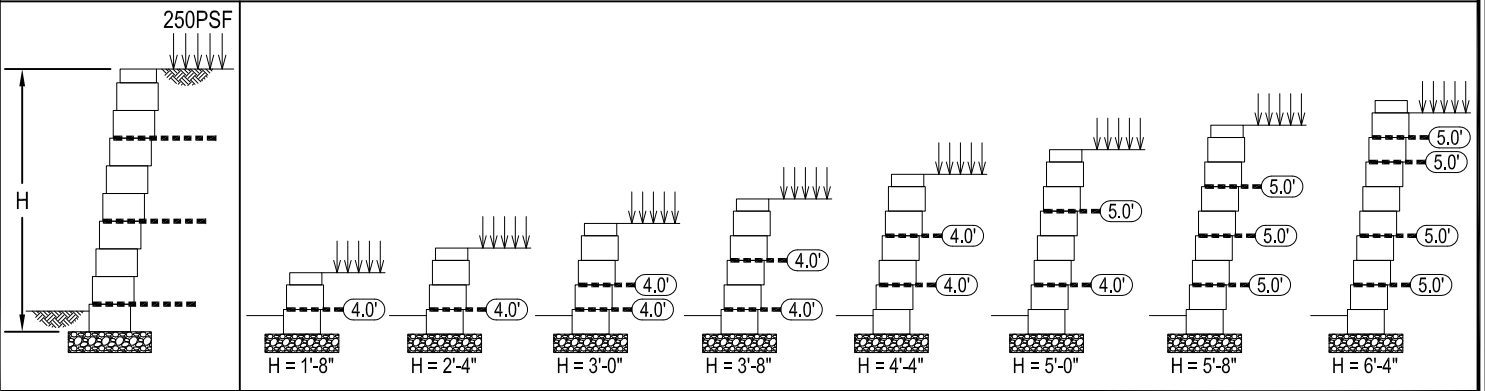 250PSF
H
4.0'
H = 1'-8"
4.0'
H = 2'-4"
4.0'
4.0'
H = 3'-0"
4.0'
4.0'
H = 3'-8"
4.0'
4.0'
H = 4'-4"
5.0'
4.0'
H = 5'-0"
5.0'
5.0'
5.0'
H = 5'-8"
5.0'
5.0'
5.0'
5.0'
H = 6'-4"